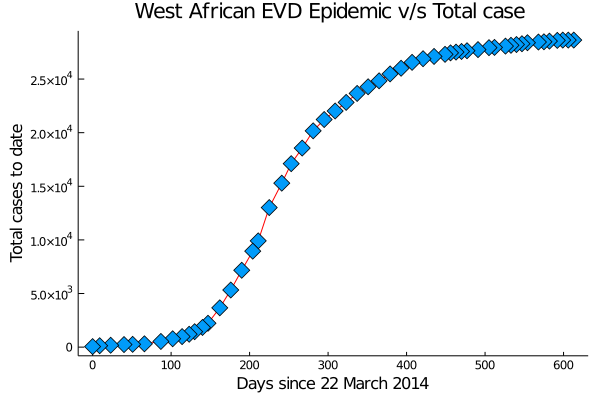 West African EVD Epidemic v/s Total case
Total cases to date
2.5×10⁴
2.0×10⁴
1.5×10⁴
1.0×10⁴
5.0×10³
0
0 100 200 300 400 500 600
Days since 22 March 2014